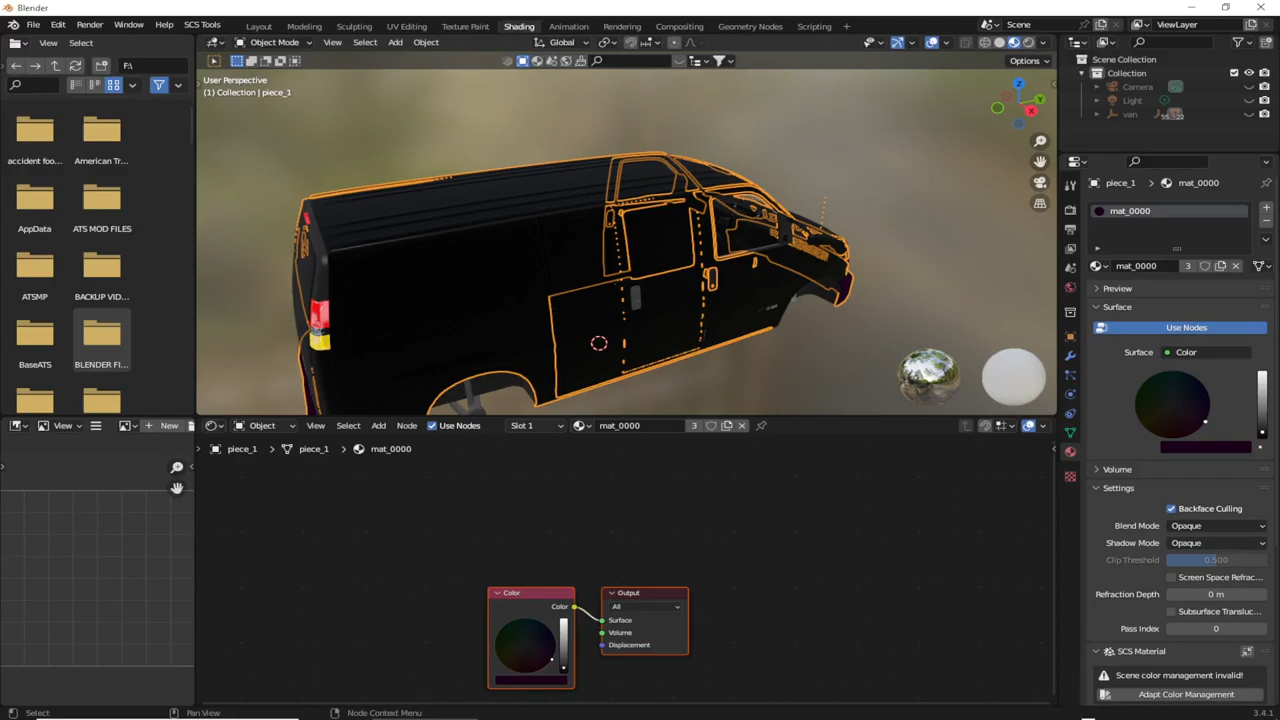 Blender
File Edit Render Window Help SCS Tools Layout Modeling Sculpting UV Editing Texture Paint Shading Animation Rendering Compositing Geometry Nodes Scripting + Scene ViewLayer
View Select Object Mode View Select Add Object Global
F:\ Options
User Perspective
(1) Collection | piece_1
Scene Collection
Collection
Camera
Light
van
accident foo... American Tr...
AppData ATS MOD FILES
ATSMP BACKUP VID...
BaseATS BLENDER FI...
Z
Y
X
piece_1 > mat_0000
mat_0000
mat_0000 3
Preview
Surface
Use Nodes
Surface Color
Volume
Settings
Backface Culling
Blend Mode Opaque
Shadow Mode Opaque
Clip Threshold 0.500
Screen Space Refrac...
Refraction Depth 0 m
Subsurface Transluc...
Pass Index 0
SCS Material
Scene color management invalid!
Adapt Color Management
View + New Object View Select Add Node Use Nodes Slot 1 mat_0000 3
piece_1 > piece_1 > mat_0000
Color
Color
Output
All
Surface
Volume
Displacement
Select Pan View Node Context Menu 3.4.1